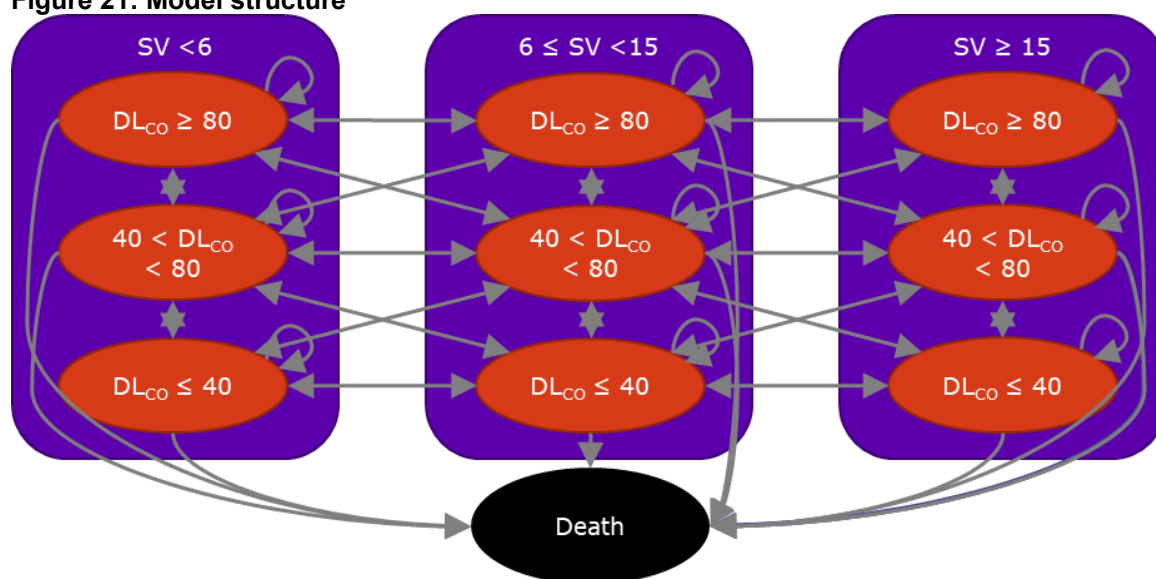 Figure 21: Model structure
SV <6
6 ≤ SV <15
SV ≥ 15
DLCO ≥ 80
DLCO ≥ 80
DLCO ≥ 80
40 < DLCO
< 80
40 < DLCO
< 80
40 < DLCO
< 80
DLCO ≤ 40
DLCO ≤ 40
DLCO ≤ 40
Death